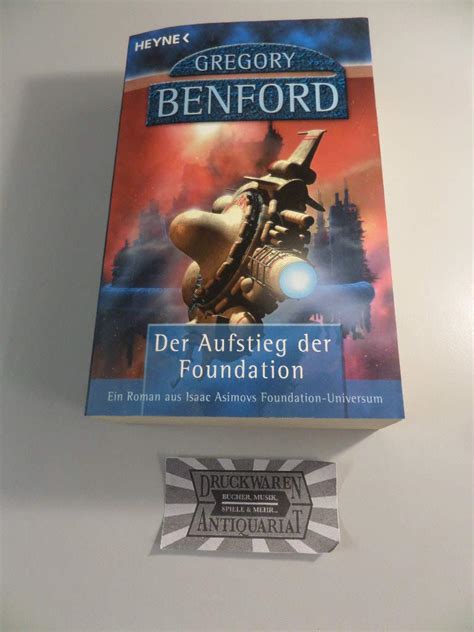 HEYNE <
GREGORY
BENFORD
Der Aufstieg der
Foundation
Ein Roman aus Isaac Asimovs Foundation-Universum
DRUCKWAREN
BÜCHER, MUSIK,
SPIELE & MEHR...
ANTIQUARIAT